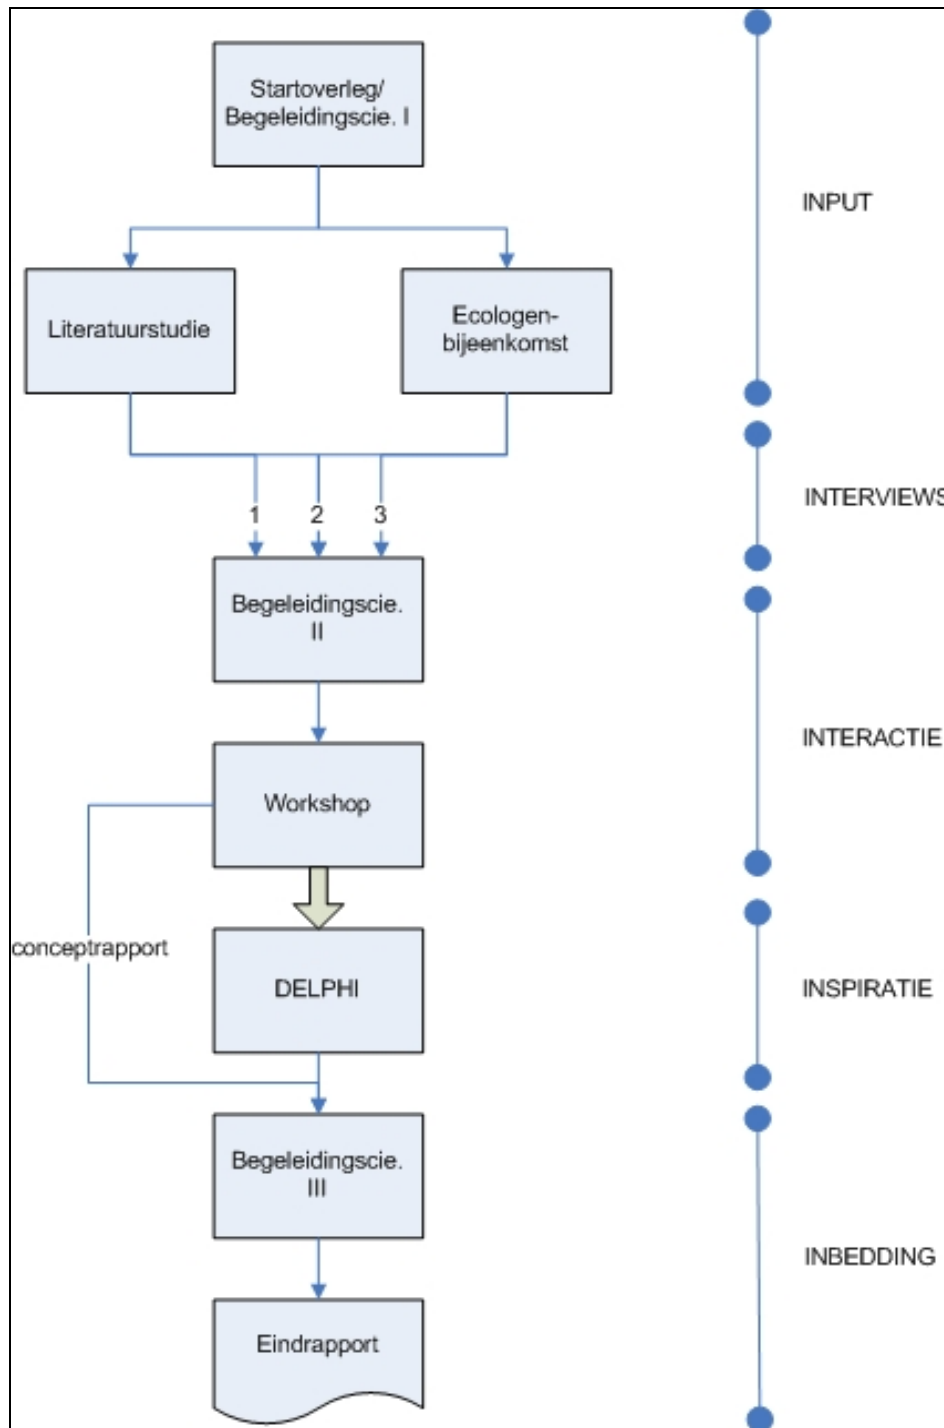 Startoverleg/
Begeleidingscie. I
INPUT
Literatuurstudie
Ecologen-
bijeenkomst
1
2
3
INTERVIEWS
Begeleidingscie.
II
INTERACTIE
Workshop
conceptrapport
DELPHI
INSPIRATIE
Begeleidingscie.
III
INBEDDING
Eindrapport